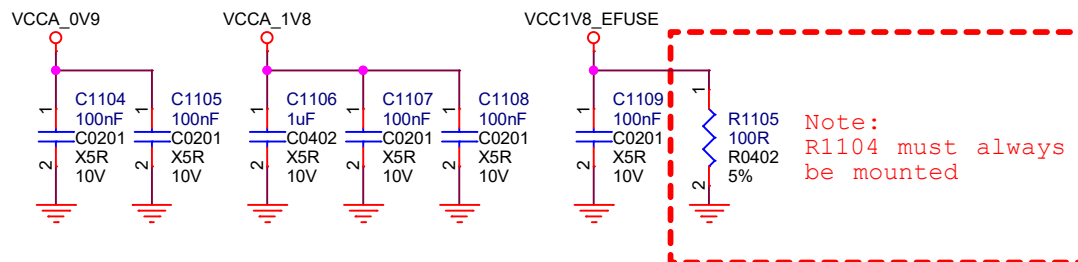 VCCA_0V9
VCCA_1V8
VCC1V8_EFUSE
1
C1104
100nF
C0201
X5R
10V
2
1
C1105
100nF
C0201
X5R
10V
2
1
C1106
1uF
C0402
X5R
10V
2
1
C1107
100nF
C0201
X5R
10V
2
1
C1108
100nF
C0201
X5R
10V
2
1
C1109
100nF
C0201
X5R
10V
2
1
R1105
100R
R0402
5%
2
Note:
R1104 must always
be mounted